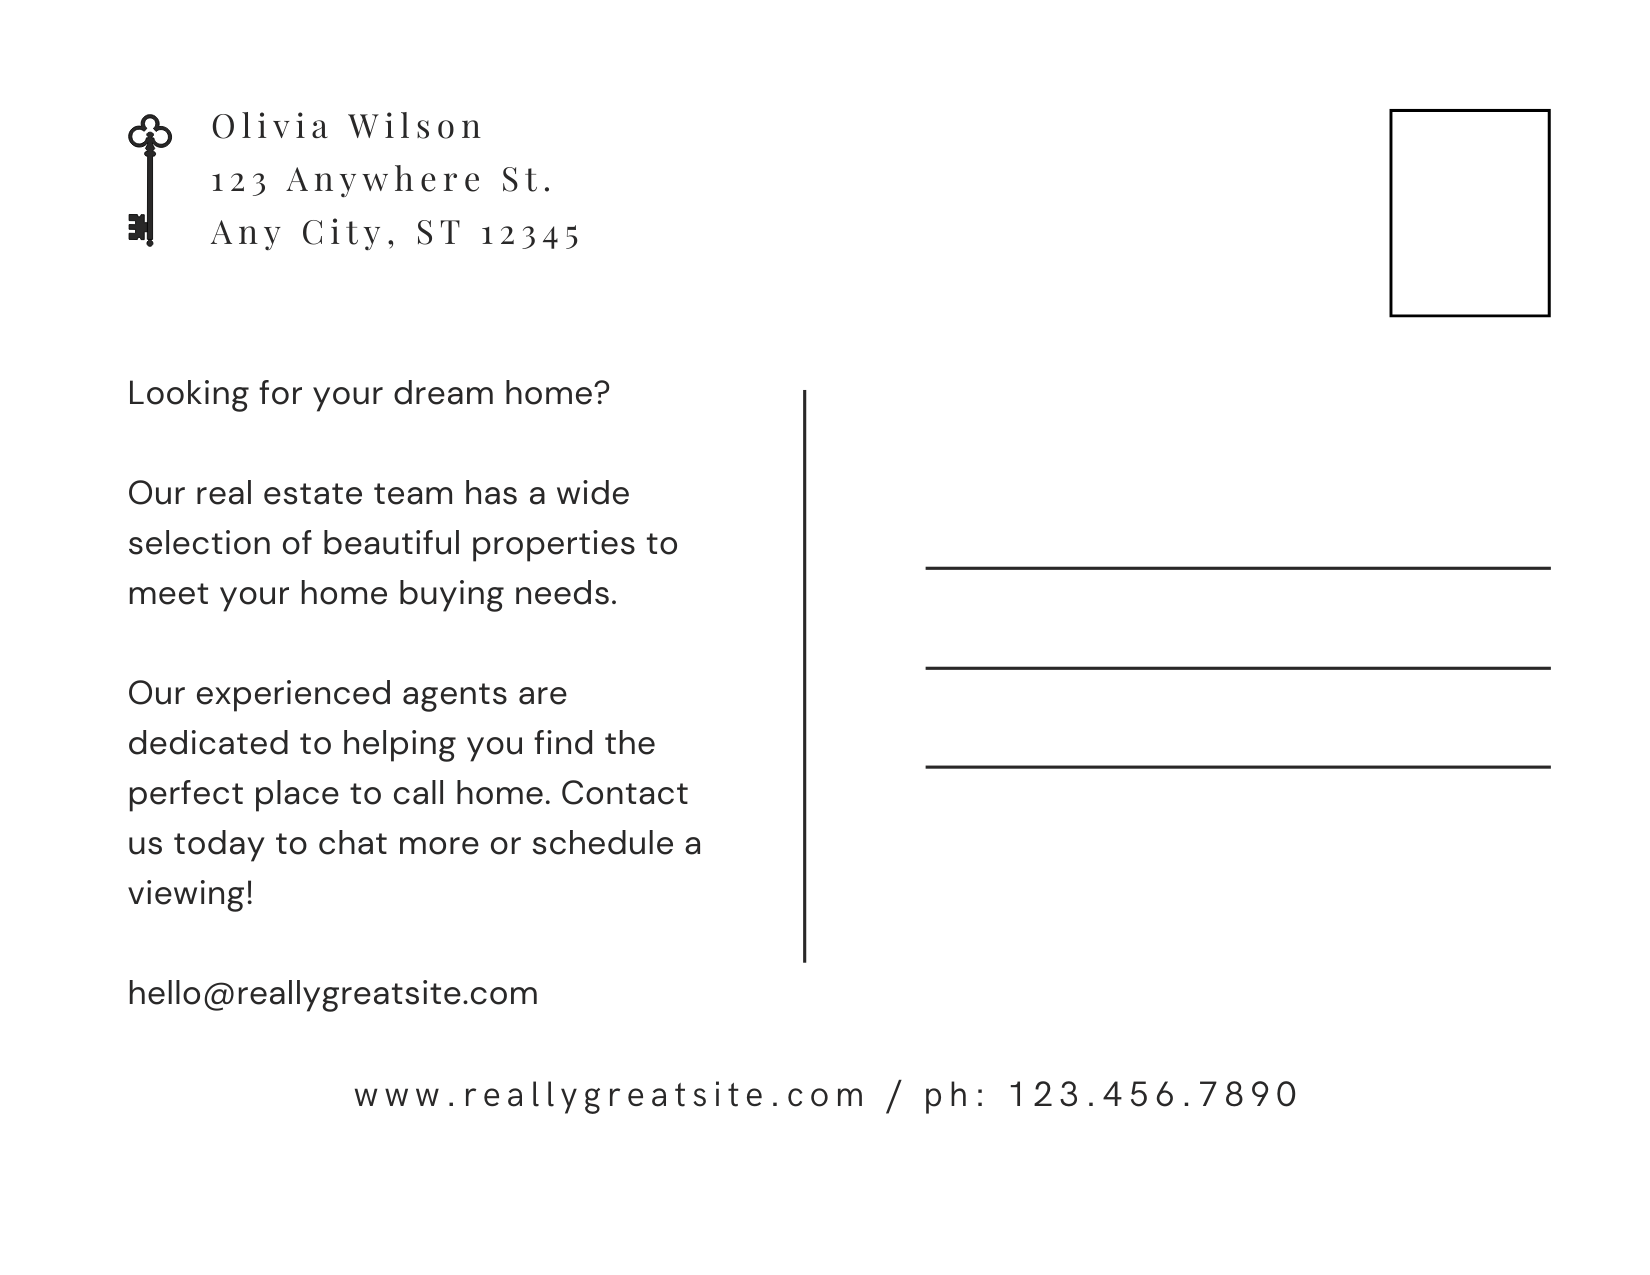 Olivia Wilson
123 Anywhere St.
Any City, ST 12345
Looking for your dream home?
Our real estate team has a wide
selection of beautiful properties to
meet your home buying needs.
Our experienced agents are
dedicated to helping you find the
perfect place to call home. Contact
us today to chat more or schedule a
viewing!
hello@reallygreatsite.com
www.reallygreatsite.com / ph: 123.456.7890